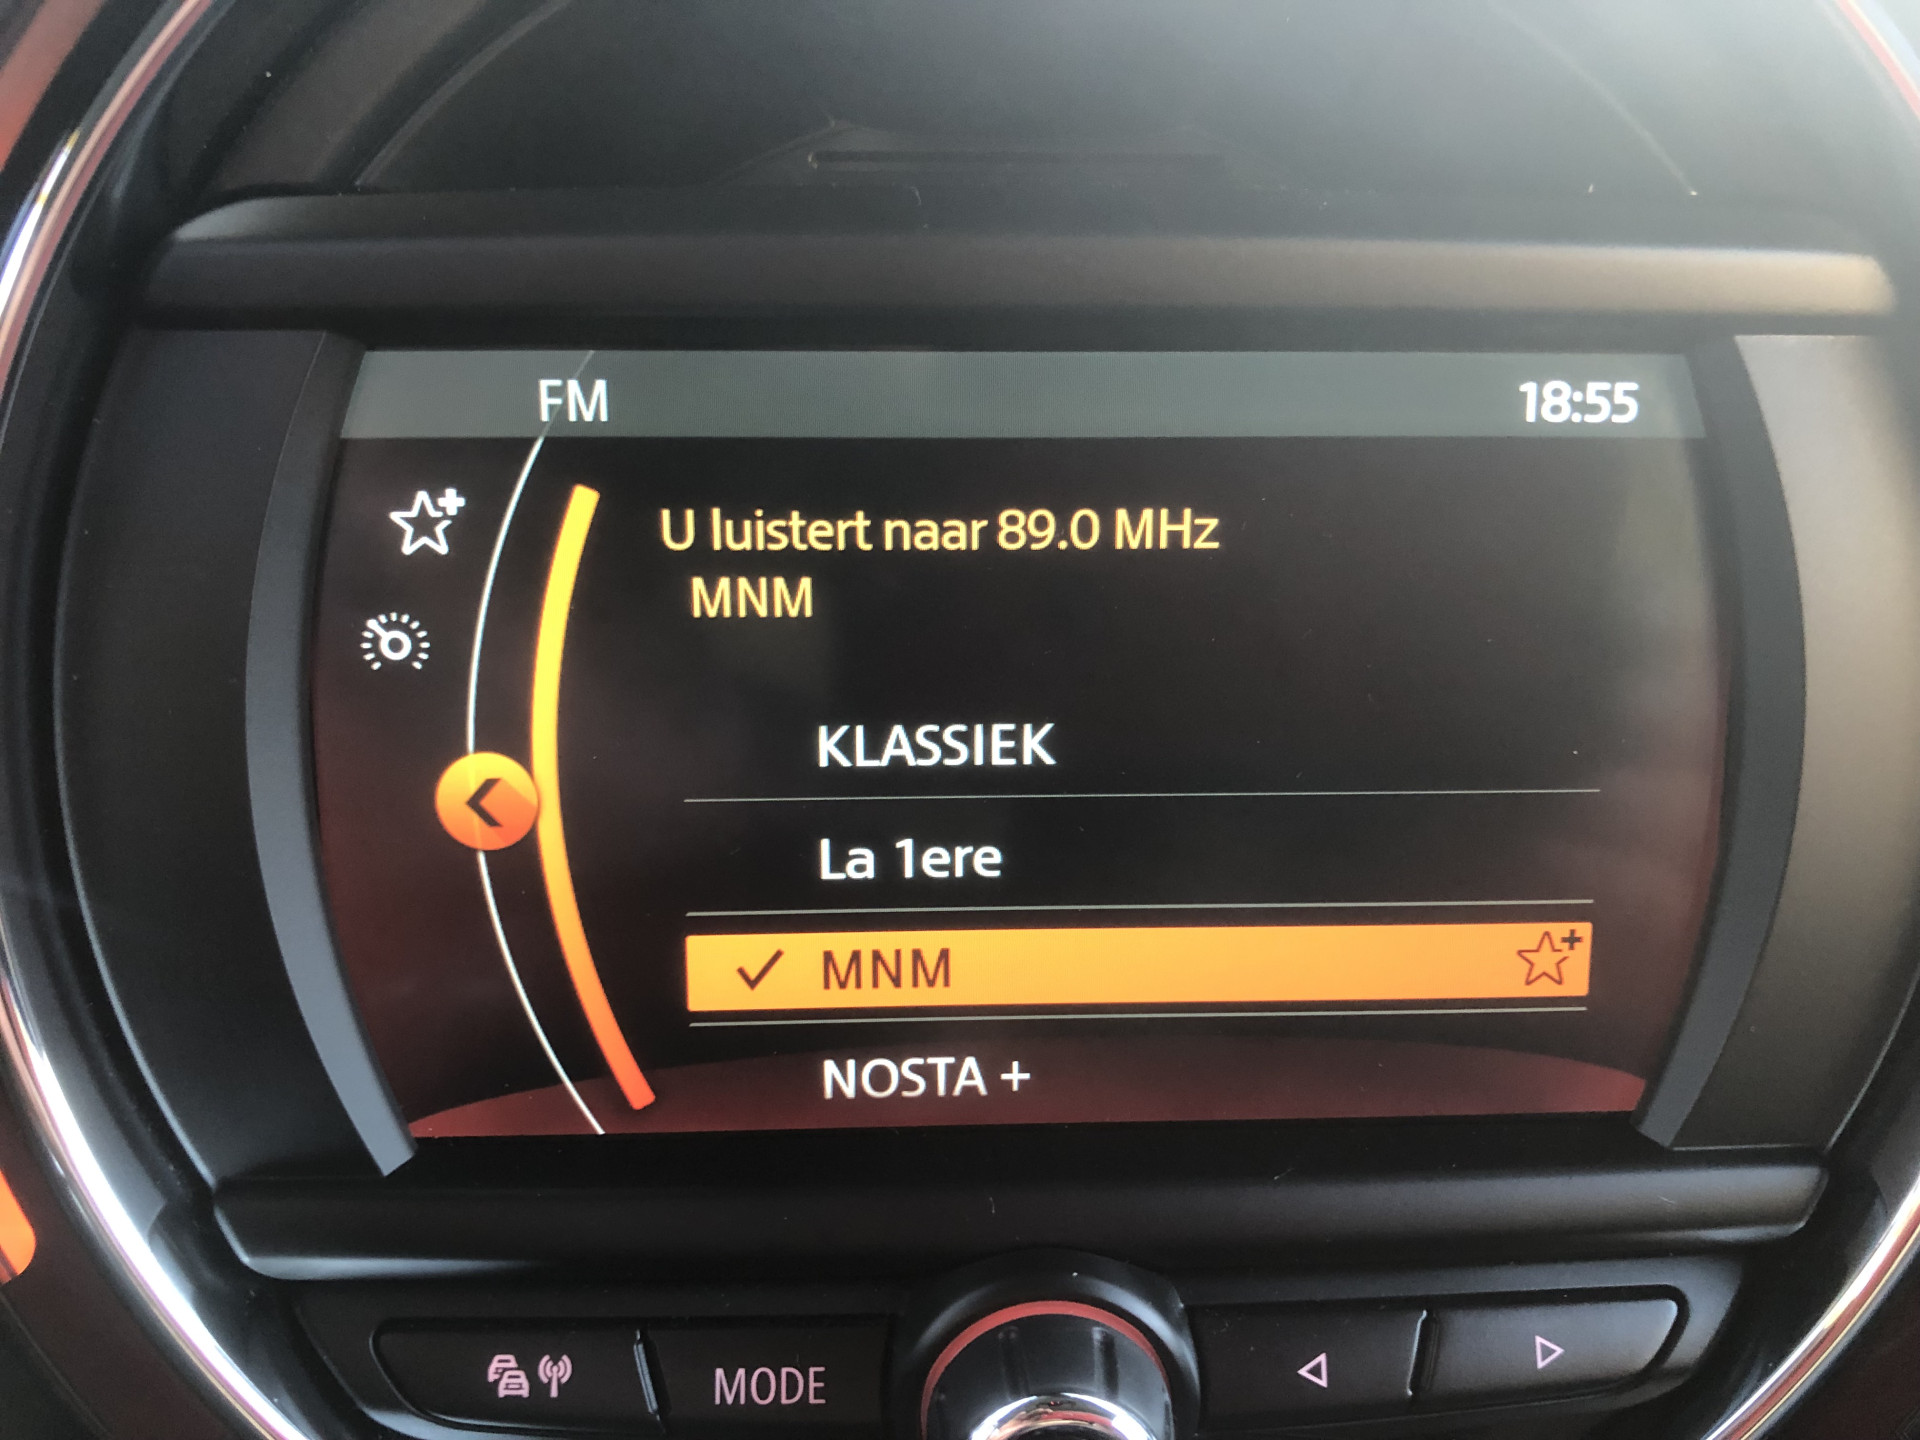 FM 18:55
U luistert naar 89.0 MHz
MNM
KLASSIEK
La 1ere
MNM
NOSTA +
MODE